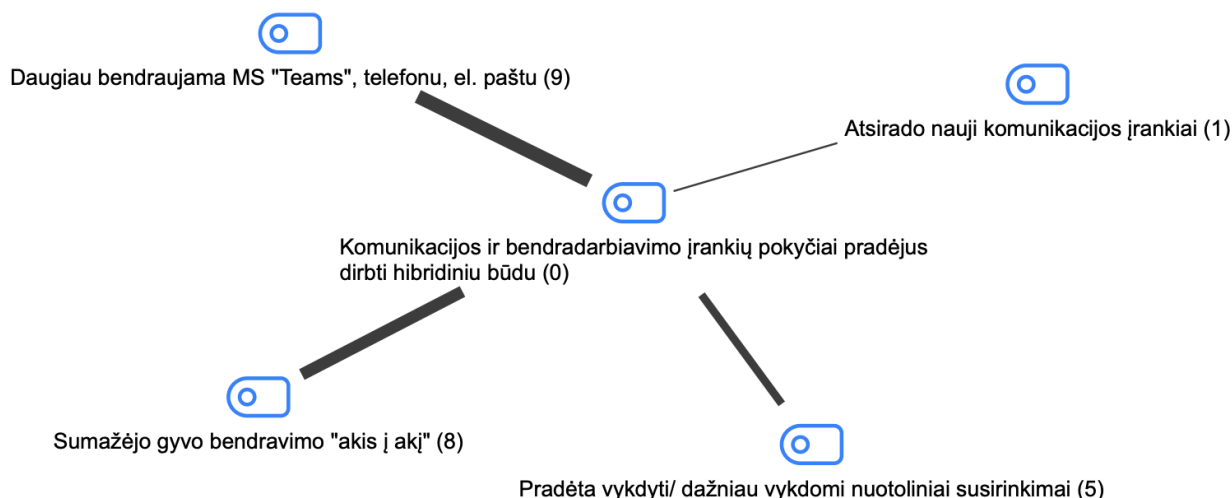 Daugiau bendraujama MS "Teams", telefonu, el. paštu (9)
Atsirado nauji komunikacijos įrankiai (1)
Komunikacijos ir bendradarbiavimo įrankių pokyčiai pradėjus
dirbti hibridiniu būdu (0)
Sumažėjo gyvo bendravimo "akis į akį" (8)
Pradėta vykdyti/ dažniau vykdomi nuotoliniai susirinkimai (5)